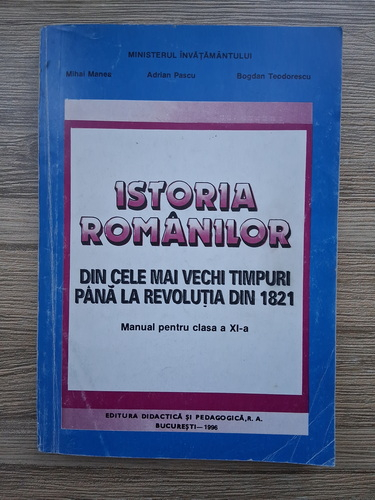 MINISTERUL ÎNVĂȚĂMÂNTULUI
Mihai Manea Adrian Pascu Bogdan Teodorescu
ISTORIA
ROMÂNILOR
DIN CELE MAI VECHI TIMPURI
PÂNĂ LA REVOLUȚIA DIN 1821
Manual pentru clasa a XI-a
EDITURA DIDACTICĂ ȘI PEDAGOGICĂ, R. A.
BUCUREȘTI—1996